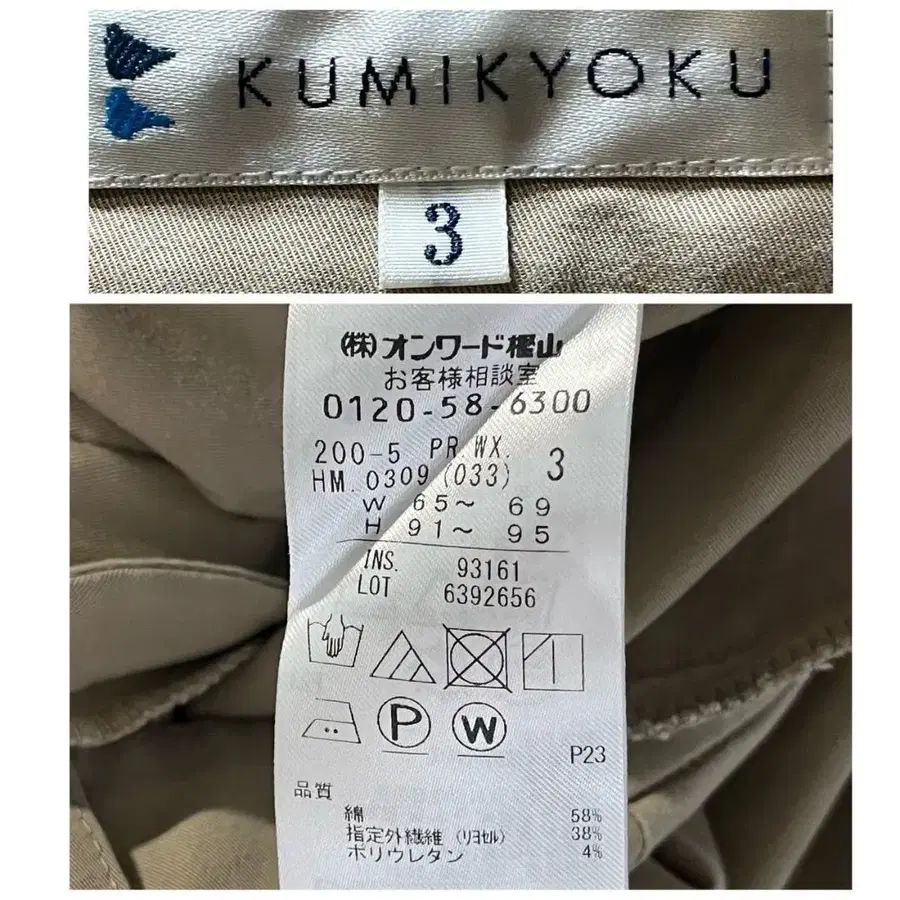 KUMIKYOKU
3
(株)オンワード樫山
お客様相談室
0120-58-6300
200-5 PR.WX.
HM.0309(033) 3
W 65~ 69
H 91~ 95
INS. 93161
LOT 6392656
P W
P23
品質
綿 58%
指定外繊維 (リヨセル) 38%
ポリウレタン 4%